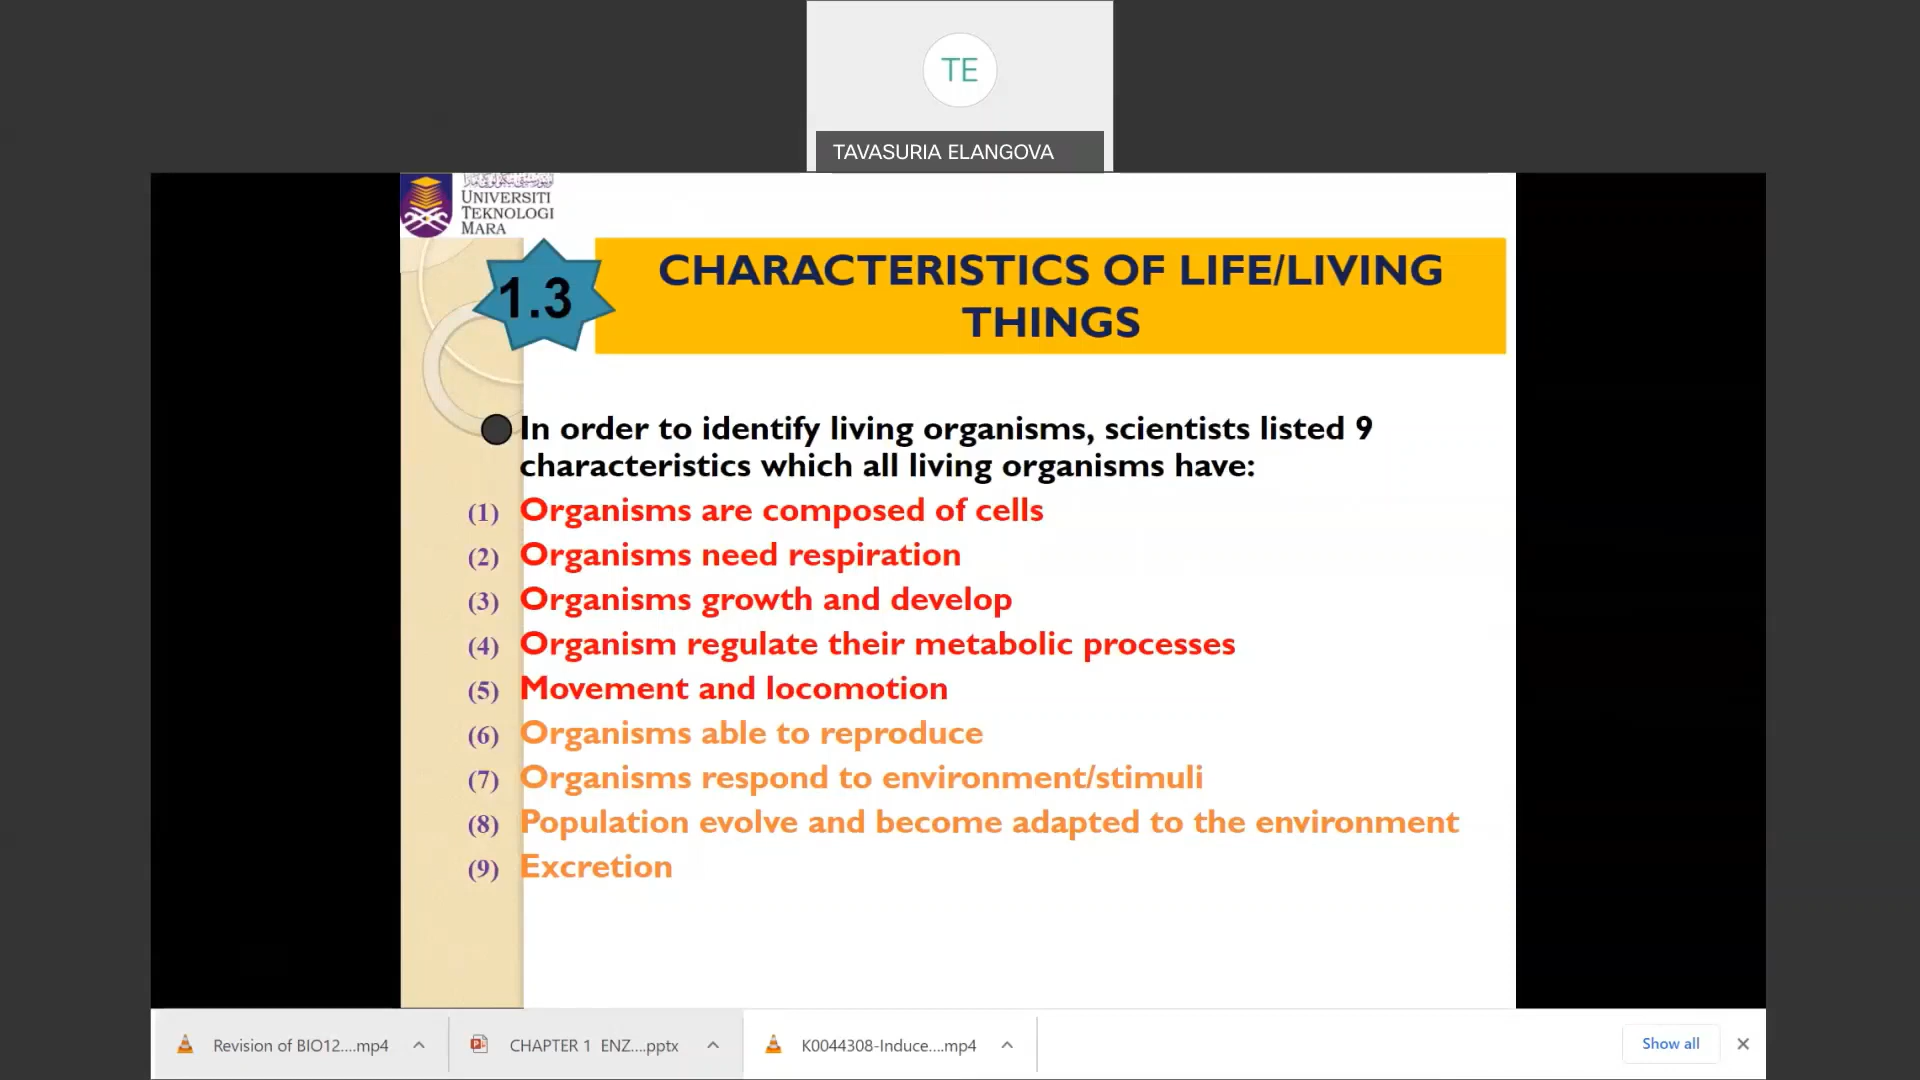 TE
TAVASURIA ELANGOVA
UNIVERSITI
TEKNOLOGI
MARA
1.3
CHARACTERISTICS OF LIFE/LIVING
THINGS
In order to identify living organisms, scientists listed 9
characteristics which all living organisms have:
(1) Organisms are composed of cells
(2) Organisms need respiration
(3) Organisms growth and develop
(4) Organism regulate their metabolic processes
(5) Movement and locomotion
(6) Organisms able to reproduce
(7) Organisms respond to environment/stimuli
(8) Population evolve and become adapted to the environment
(9) Excretion
Revision of BIO12....mp4
CHAPTER 1 ENZ....pptx
K0044308-Induce....mp4
Show all